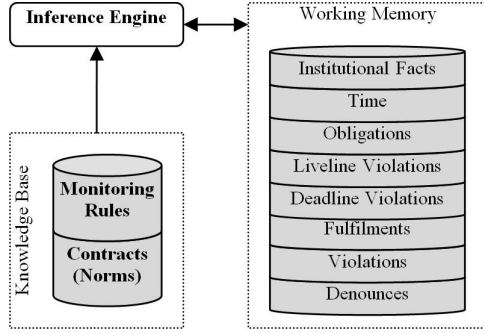 Inference Engine
Working Memory
Institutional Facts
Time
Obligations
Liveline Violations
Deadline Violations
Fulfilments
Violations
Denounces
Knowledge Base
Monitoring
Rules
Contracts
(Norms)